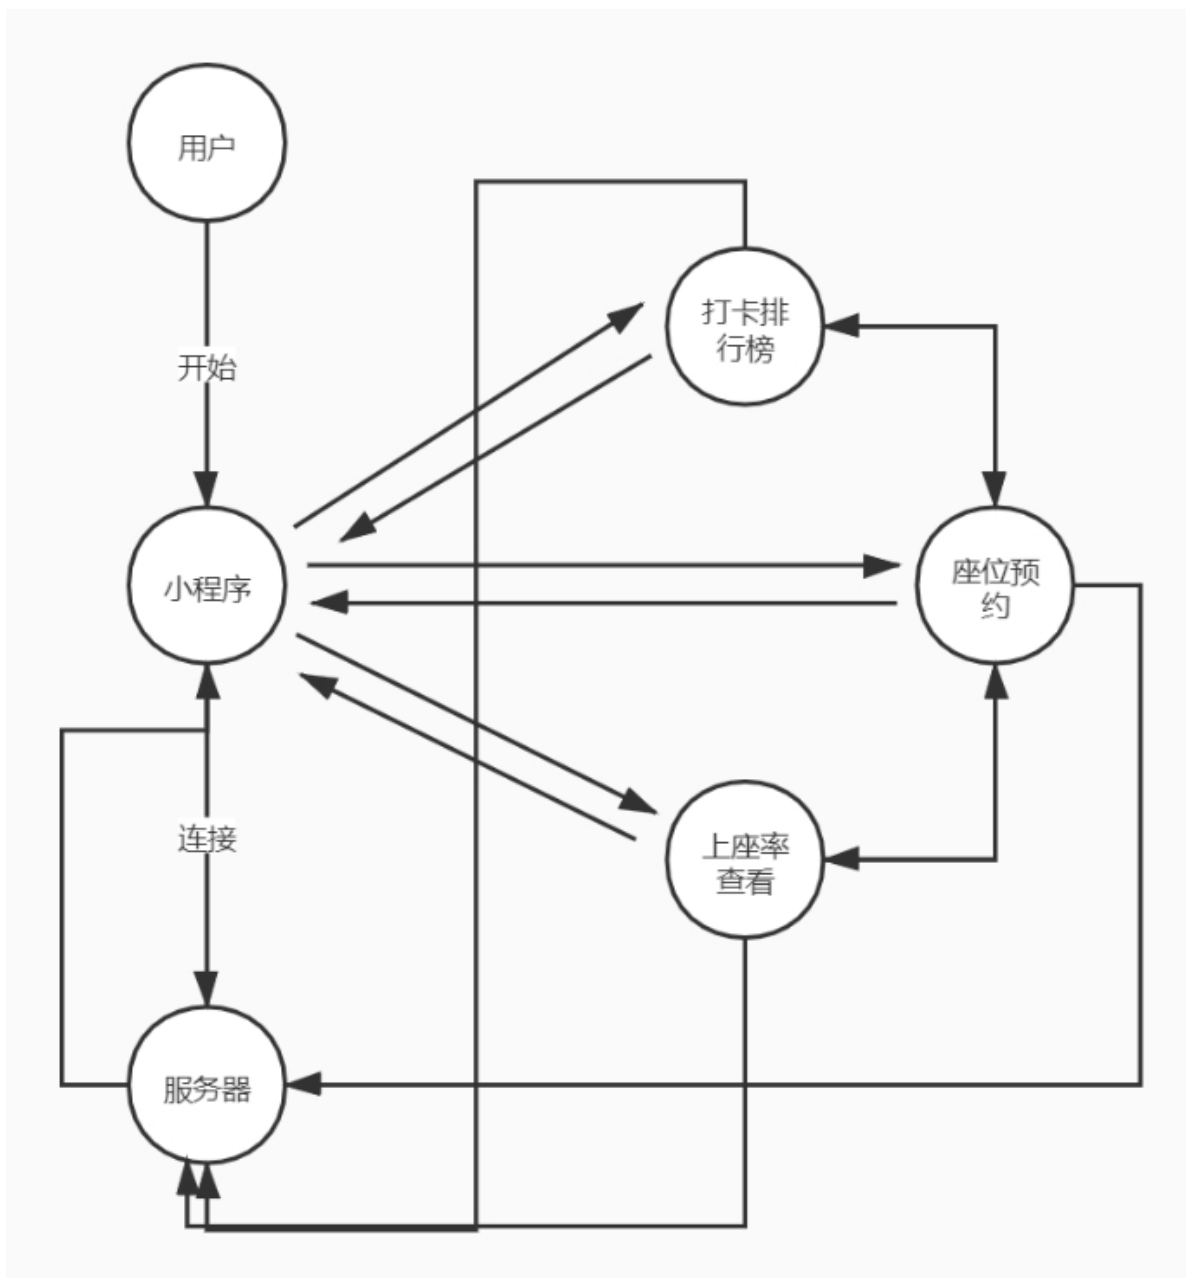 用户
开始
打卡排
行榜
小程序
座位预
约
连接
上座率
查看
服务器